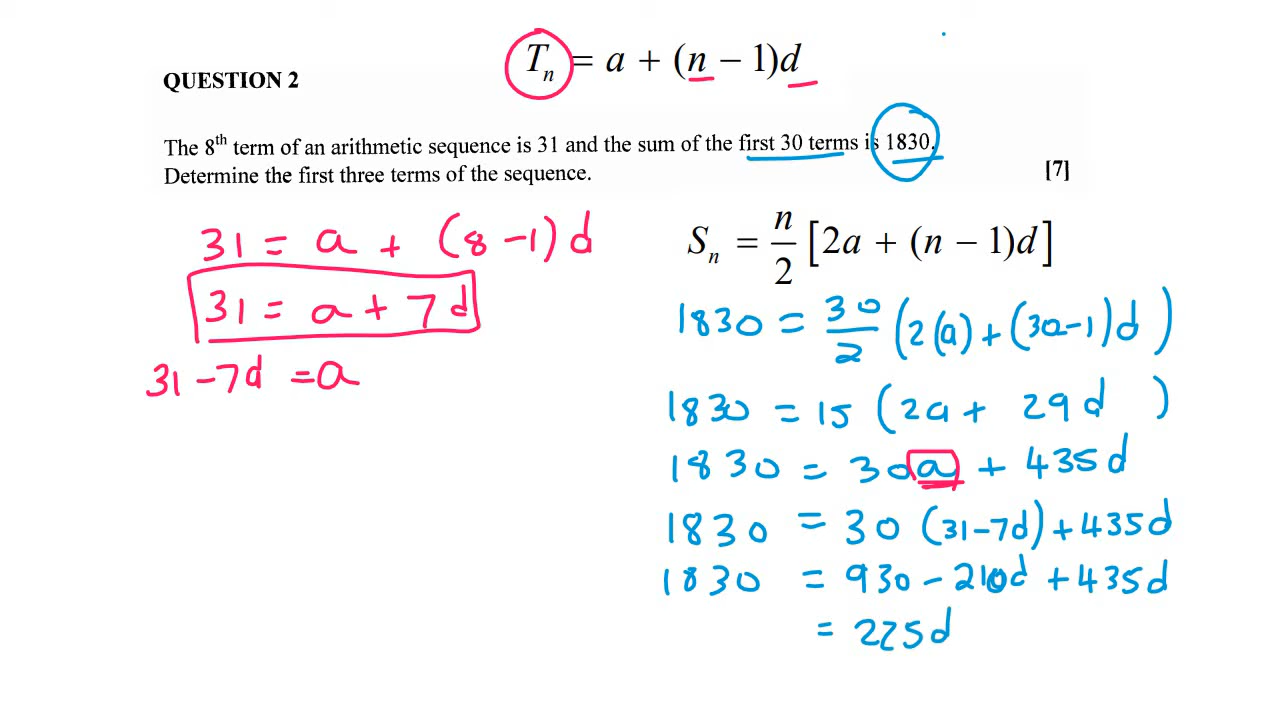 Tₙ = a + (n − 1)d
QUESTION 2
The 8th term of an arithmetic sequence is 31 and the sum of the first 30 terms is 1830.
Determine the first three terms of the sequence.
[7]
31 = a + (8 - 1) d
31 = a + 7d
31 - 7d = a
Sₙ = n/2 [2a + (n − 1)d]
1830 = 30/2 (2(a) + (30-1) d )
1830 = 15 (2a + 29d )
1830 = 30a + 435d
1830 = 30 (31-7d) + 435d
1830 = 930 - 210d + 435d
= 225d